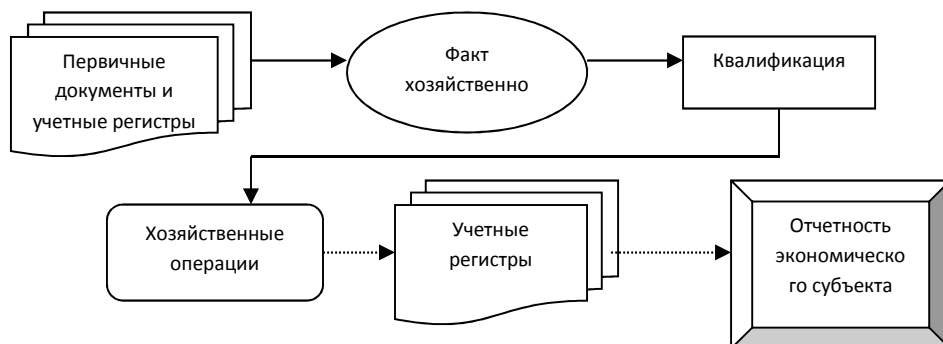 Первичные
документы и
учетные регистры
Факт
хозяйственно
Квалификация
Хозяйственные
операции
Учетные
регистры
Отчетность
экономическо
го субъекта